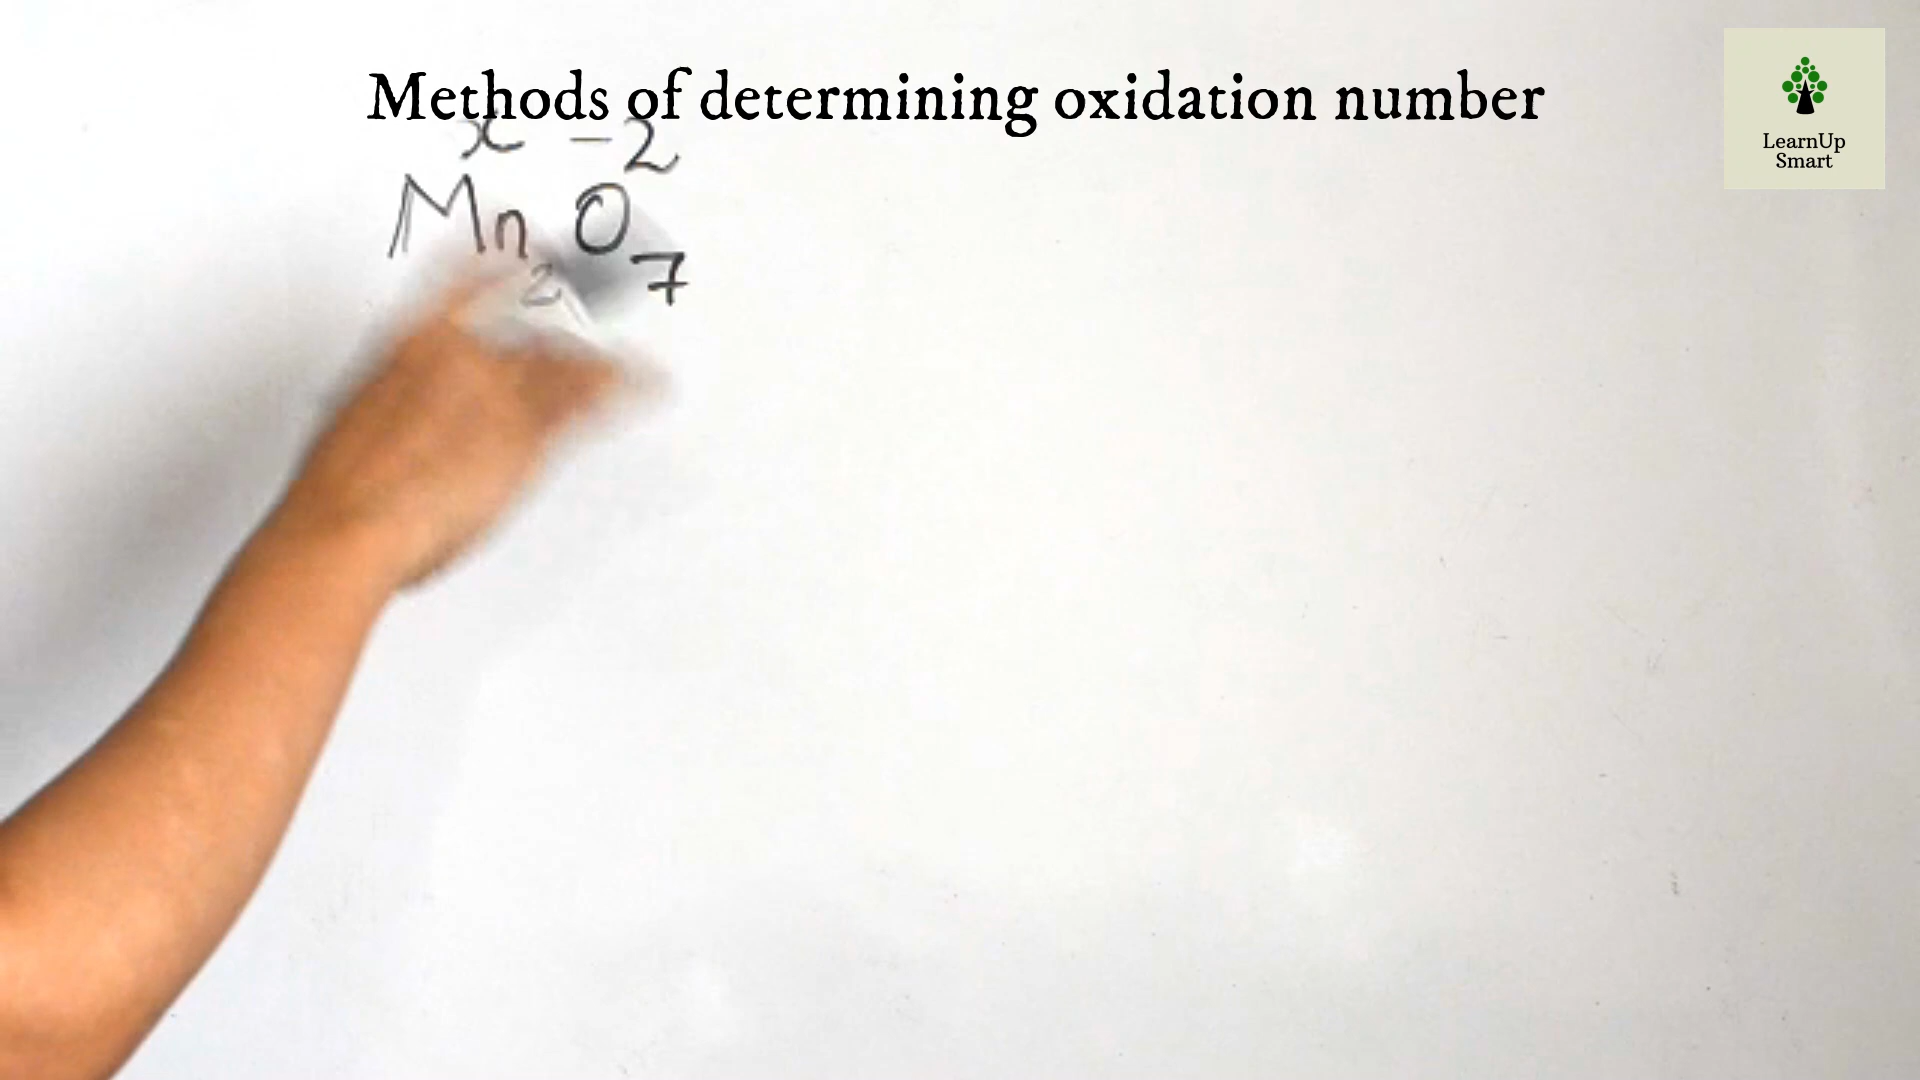 Methods of determining oxidation number
x -2
Mn2O7
LearnUp
Smart